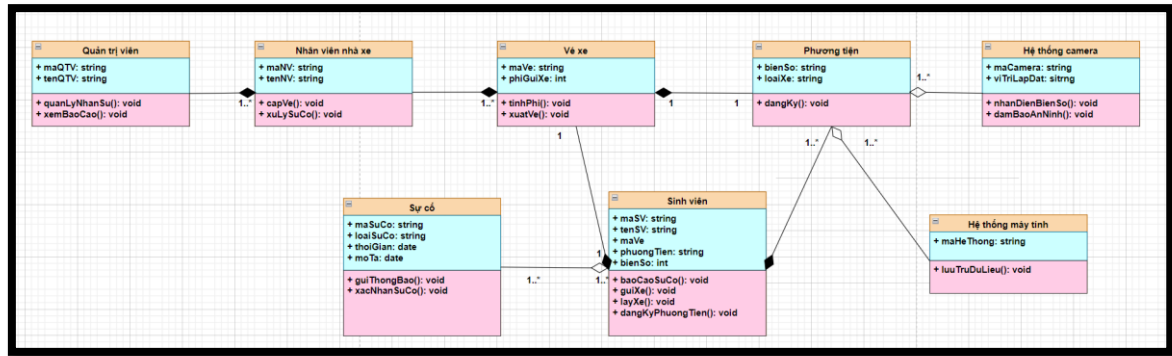 Quản trị viên
+ maQTV: string
+ tenQTV: string
+ quanLyNhanSu(): void
+ xemBaoCao(): void
1..*
Nhân viên nhà xe
+ maNV: string
+ tenNV: string
+ capVe(): void
+ xuLySuCo(): void
1..*
Vé xe
+ maVe: string
+ phiGuiXe: int
+ tinhPhi(): void
+ xuatVe(): void
1
1
1
Phương tiện
+ bienSo: string
+ loaiXe: string
+ dangKy(): void
1..*
1..*
1..*
Hệ thống camera
+ maCamera: string
+ viTriLapDat: sitrng
+ nhanDienBienSo(): void
+ damBaoAnNinh(): void
Sự cố
+ maSuCo: string
+ loaiSuCo: string
+ thoiGian: date
+ moTa: date
+ guiThongBao(): void
+ xacNhanSuCo(): void
1..*
1
1..*
Sinh viên
+ maSV: string
+ tenSV: string
+ maVe
+ phuongTien: string
+ bienSo: int
+ baoCaoSuCo(): void
+ guiXe(): void
+ layXe(): void
+ dangKyPhuongTien(): void
Hệ thống mày tính
+ maHeThong: string
+ luuTruDuLieu(): void